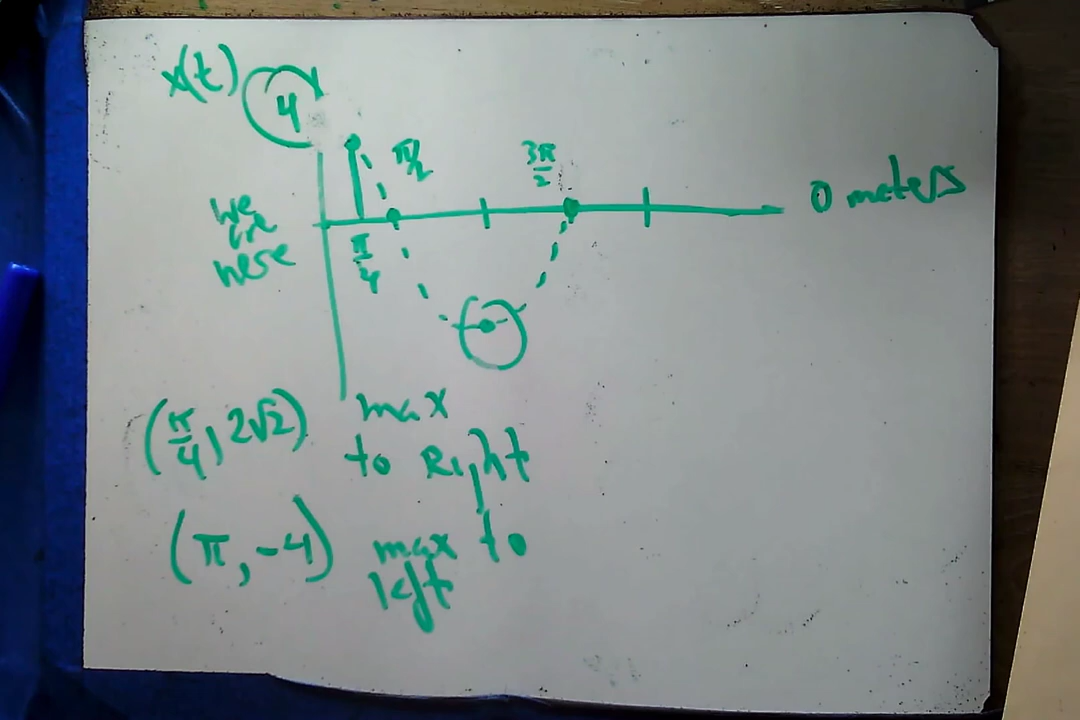 x(t)
4
π/2
3π/2
0 meters
we
are
here
π/4
(π/4, 2√2) max
to Right
(π, -4) max to
left